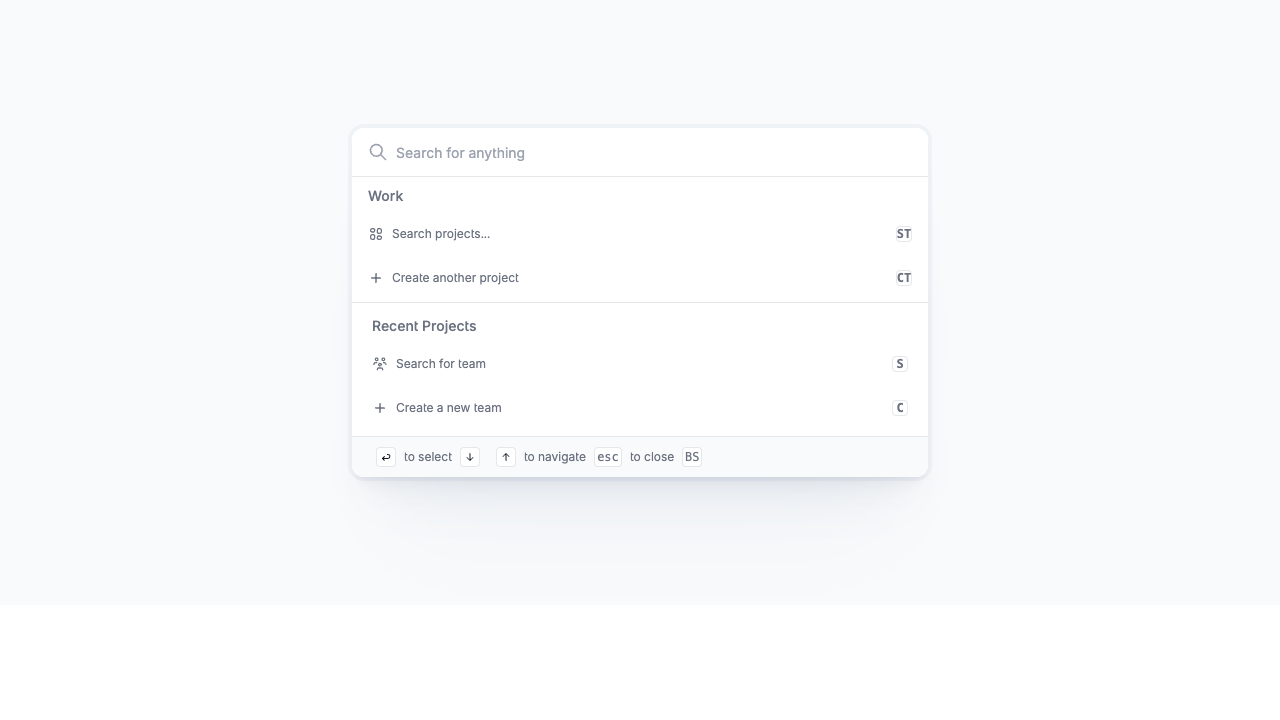 Search for anything
Work
Search projects... ST
Create another project CT
Recent Projects
Search for team S
Create a new team C
↵ to select ↓ ↑ to navigate esc to close BS